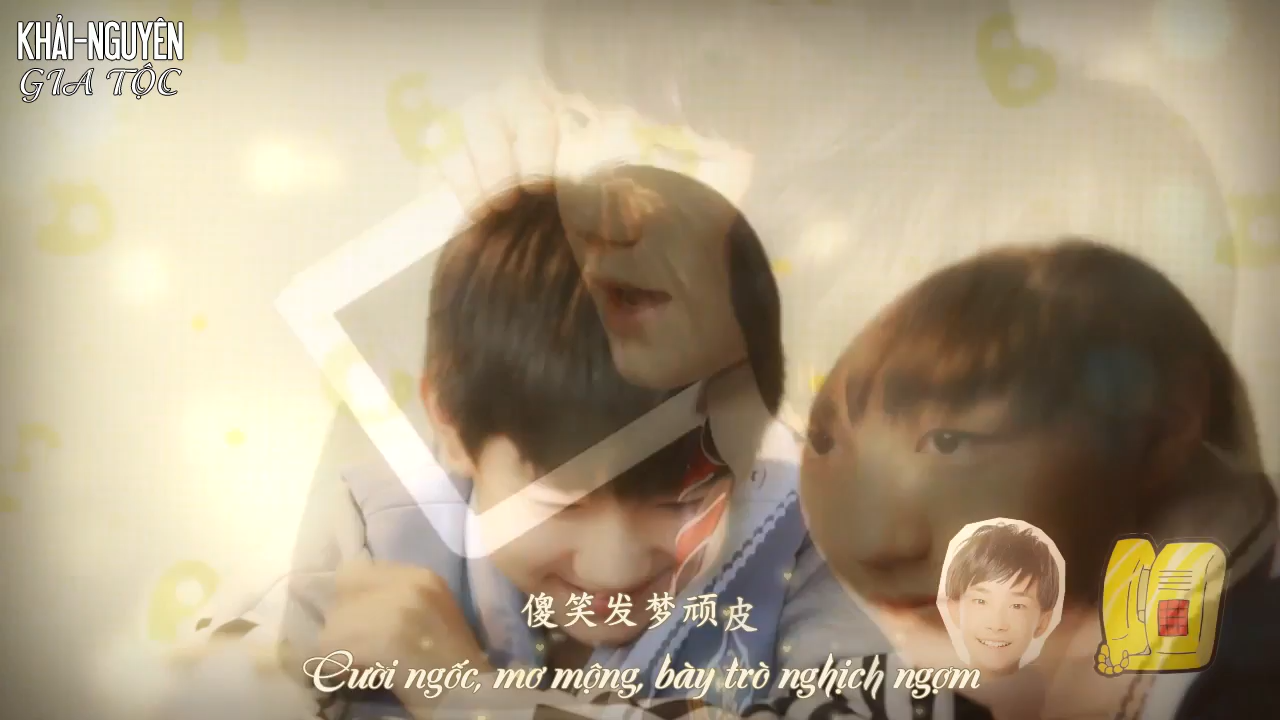 KHẢI-NGUYÊN
GIA TỘC
傻笑发梦顽皮
Cười ngốc, mơ mộng, bày trò nghịch ngợm